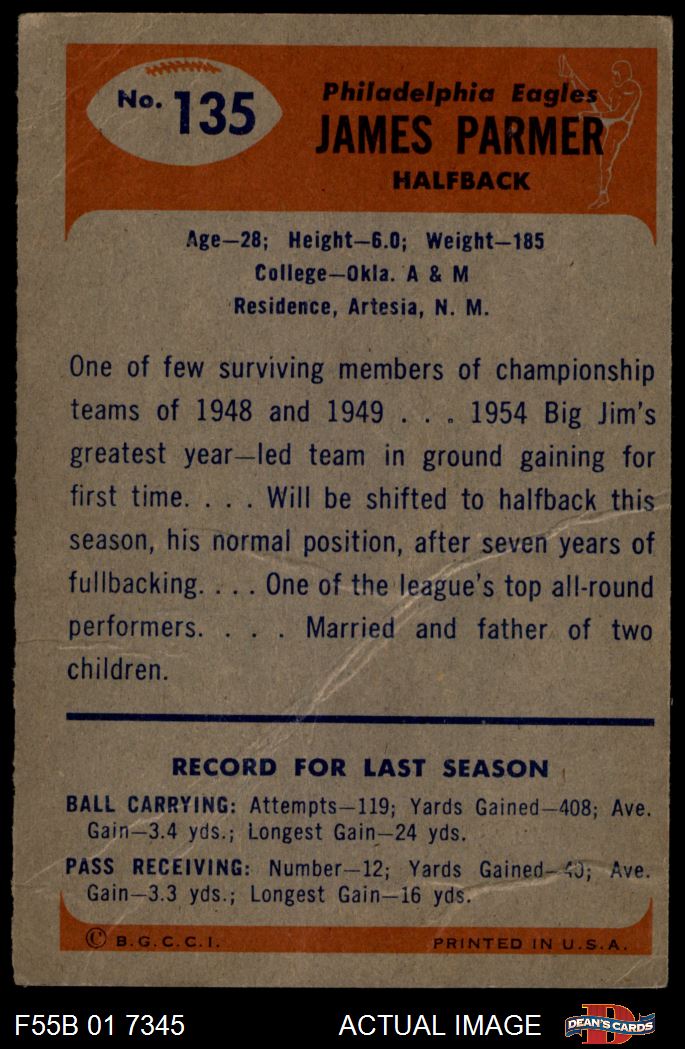 No. 135
Philadelphia Eagles
JAMES PARMER
HALFBACK
Age—28; Height—6.0; Weight—185
College—Okla. A & M
Residence, Artesia, N. M.
One of few surviving members of championship
teams of 1948 and 1949 . . . 1954 Big Jim's
greatest year—led team in ground gaining for
first time. . . . Will be shifted to halfback this
season, his normal position, after seven years of
fullbacking. . . . One of the league's top all-round
performers. . . . Married and father of two
children.
RECORD FOR LAST SEASON
BALL CARRYING: Attempts—119; Yards Gained—408; Ave.
Gain—3.4 yds.; Longest Gain—24 yds.
PASS RECEIVING: Number—12; Yards Gained—40; Ave.
Gain—3.3 yds.; Longest Gain—16 yds.
© B.G.C.C.I. PRINTED IN U.S.A.
F55B 01 7345 ACTUAL IMAGE DEAN'S CARDS